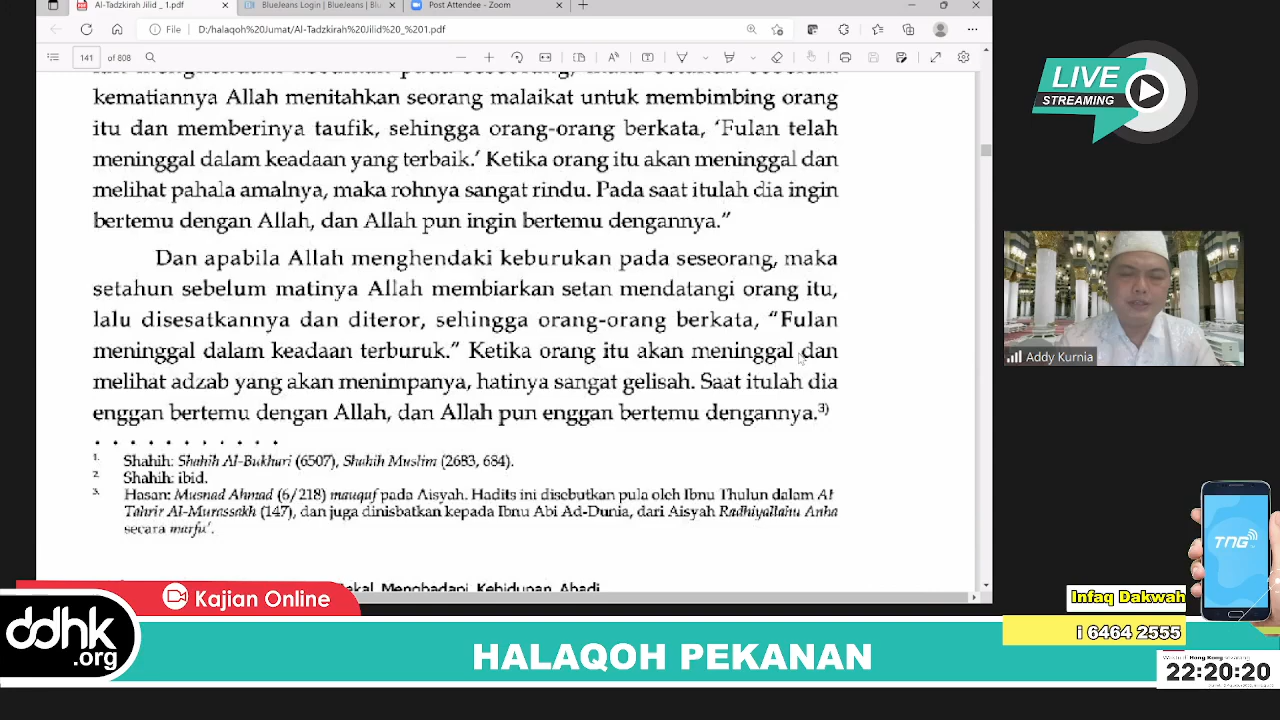 Al-Tadzkirah Jilid _ 1.pdf
BlueJeans Login | BlueJeans | Blu
Post Attendee - Zoom
File
D:/halaqoh%20Jumat/Al-Tadzkirah%20Jilid%20_%201.pdf
141 of 808
kematiannya Allah menitahkan seorang malaikat untuk membimbing orang
itu dan memberinya taufik, sehingga orang-orang berkata, ‘Fulan telah
meninggal dalam keadaan yang terbaik.’ Ketika orang itu akan meninggal dan
melihat pahala amalnya, maka rohnya sangat rindu. Pada saat itulah dia ingin
bertemu dengan Allah, dan Allah pun ingin bertemu dengannya.”
Dan apabila Allah menghendaki keburukan pada seseorang, maka
setahun sebelum matinya Allah membiarkan setan mendatangi orang itu,
lalu disesatkannya dan diteror, sehingga orang-orang berkata, “Fulan
meninggal dalam keadaan terburuk.” Ketika orang itu akan meninggal dan
melihat adzab yang akan menimpanya, hatinya sangat gelisah. Saat itulah dia
enggan bertemu dengan Allah, dan Allah pun enggan bertemu dengannya.3)
. . . . . . . . . . .
1. Shahih: Shahih Al-Bukhari (6507), Shahih Muslim (2683, 684).
2. Shahih: ibid.
3. Hasan: Musnad Ahmad (6/218) mauquf pada Aisyah. Hadits ini disebutkan pula oleh Ibnu Thulun dalam At-
Tahrir Al-Murassakh (147), dan juga dinisbatkan kepada Ibnu Abi Ad-Dunia, dari Aisyah Radhiyallahu Anha
secara marfu'.
Bekal Menghadapi Kehidupan Abadi
LIVE
STREAMING
Addy Kurnia
TNG
Kajian Online
ddhk
.org
HALAQOH PEKANAN
Infaq Dakwah
i 6464 2555
22:20:20